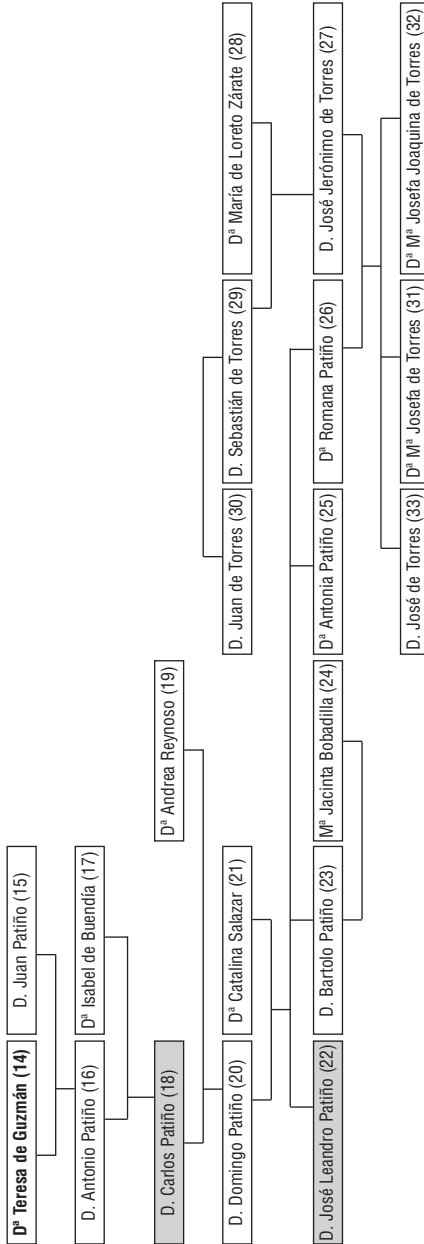 Dª Teresa de Guzmán (14)
D. Juan Patiño (15)
D. Antonio Patiño (16)
Dª Isabel de Buendía (17)
D. Carlos Patiño (18)
Dª Andrea Reynoso (19)
D. Domingo Patiño (20)
Dª Catalina Salazar (21)
D. Juan de Torres (30)
D. Sebastián de Torres (29)
Dª María de Loreto Zárate (28)
D. José Leandro Patiño (22)
D. Bartolo Patiño (23)
Mª Jacinta Bobadilla (24)
Dª Antonia Patiño (25)
Dª Romana Patiño (26)
D. José Jerónimo de Torres (27)
D. José de Torres (33)
Dª Mª Josefa de Torres (31)
Dª Mª Josefa Joaquina de Torres (32)